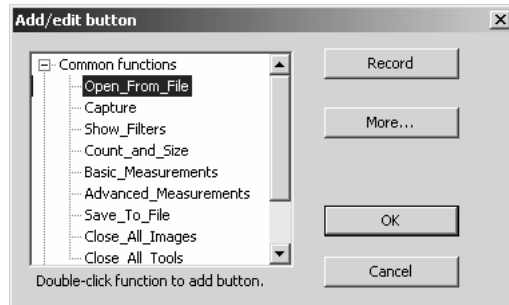 Add/edit button
Common functions
Open_From_File
Capture
Show_Filters
Count_and_Size
Basic_Measurements
Advanced_Measurements
Save_To_File
Close_All_Images
Close_All_Tools
Double-click function to add button.
Record
More...
OK
Cancel